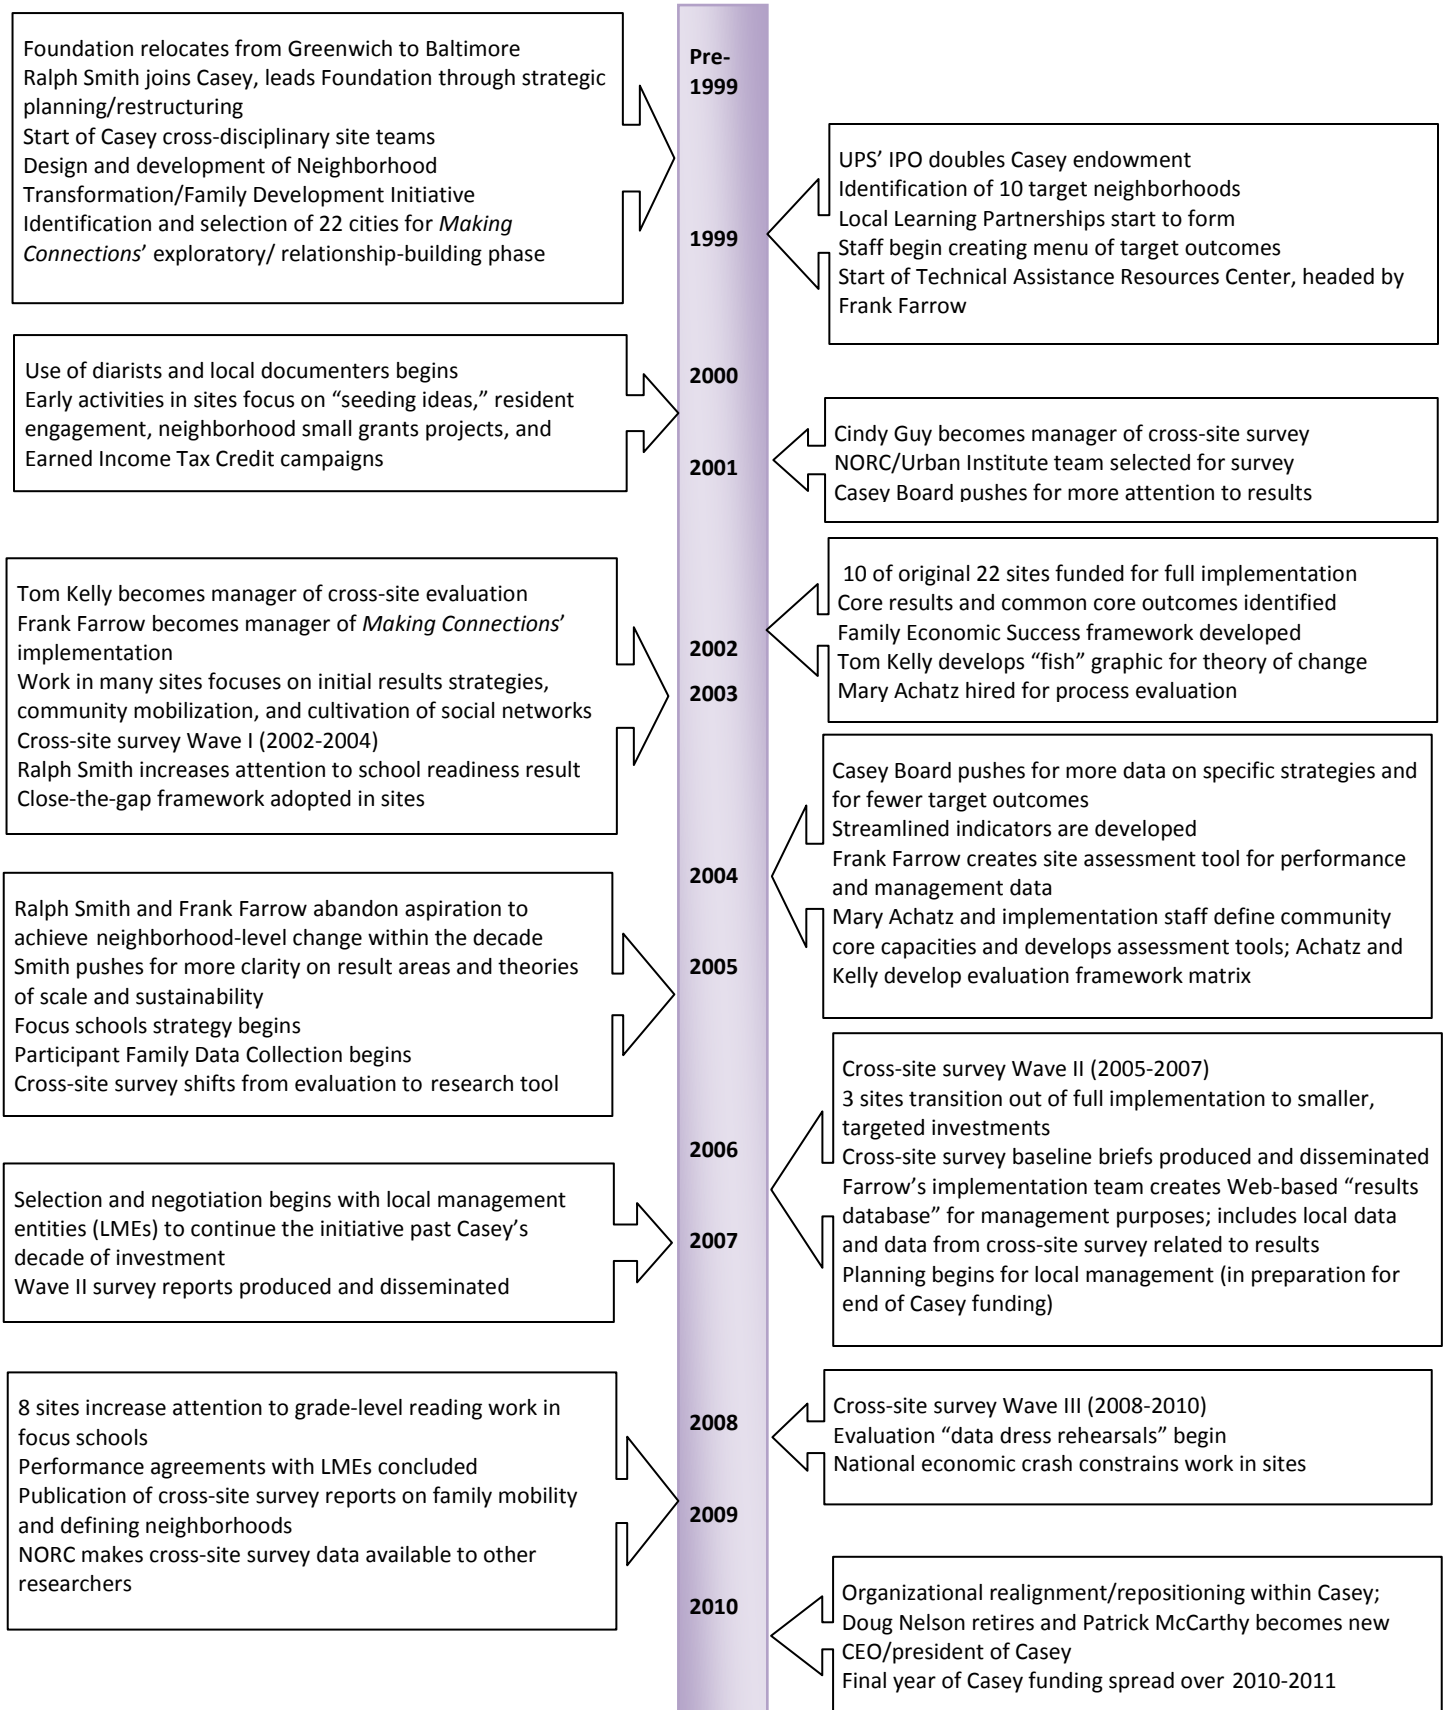 Pre-
1999
Foundation relocates from Greenwich to Baltimore
Ralph Smith joins Casey, leads Foundation through strategic
planning/restructuring
Start of Casey cross-disciplinary site teams
Design and development of Neighborhood
Transformation/Family Development Initiative
Identification and selection of 22 cities for Making
Connections’ exploratory/ relationship-building phase
1999
UPS’ IPO doubles Casey endowment
Identification of 10 target neighborhoods
Local Learning Partnerships start to form
Staff begin creating menu of target outcomes
Start of Technical Assistance Resources Center, headed by
Frank Farrow
2000
Use of diarists and local documenters begins
Early activities in sites focus on “seeding ideas,” resident
engagement, neighborhood small grants projects, and
Earned Income Tax Credit campaigns
2001
Cindy Guy becomes manager of cross-site survey
NORC/Urban Institute team selected for survey
Casey Board pushes for more attention to results
2002
10 of original 22 sites funded for full implementation
Core results and common core outcomes identified
Family Economic Success framework developed
Tom Kelly develops “fish” graphic for theory of change
Mary Achatz hired for process evaluation
2003
Tom Kelly becomes manager of cross-site evaluation
Frank Farrow becomes manager of Making Connections’
implementation
Work in many sites focuses on initial results strategies,
community mobilization, and cultivation of social networks
Cross-site survey Wave I (2002-2004)
Ralph Smith increases attention to school readiness result
Close-the-gap framework adopted in sites
2004
Casey Board pushes for more data on specific strategies and
for fewer target outcomes
Streamlined indicators are developed
Frank Farrow creates site assessment tool for performance
and management data
Mary Achatz and implementation staff define community
core capacities and develops assessment tools; Achatz and
Kelly develop evaluation framework matrix
2005
Ralph Smith and Frank Farrow abandon aspiration to
achieve neighborhood-level change within the decade
Smith pushes for more clarity on result areas and theories
of scale and sustainability
Focus schools strategy begins
Participant Family Data Collection begins
Cross-site survey shifts from evaluation to research tool
2006
Cross-site survey Wave II (2005-2007)
3 sites transition out of full implementation to smaller,
targeted investments
Cross-site survey baseline briefs produced and disseminated
Farrow’s implementation team creates Web-based “results
database” for management purposes; includes local data
and data from cross-site survey related to results
Planning begins for local management (in preparation for
end of Casey funding)
2007
Selection and negotiation begins with local management
entities (LMEs) to continue the initiative past Casey’s
decade of investment
Wave II survey reports produced and disseminated
2008
Cross-site survey Wave III (2008-2010)
Evaluation “data dress rehearsals” begin
National economic crash constrains work in sites
2009
8 sites increase attention to grade-level reading work in
focus schools
Performance agreements with LMEs concluded
Publication of cross-site survey reports on family mobility
and defining neighborhoods
NORC makes cross-site survey data available to other
researchers
2010
Organizational realignment/repositioning within Casey;
Doug Nelson retires and Patrick McCarthy becomes new
CEO/president of Casey
Final year of Casey funding spread over 2010-2011